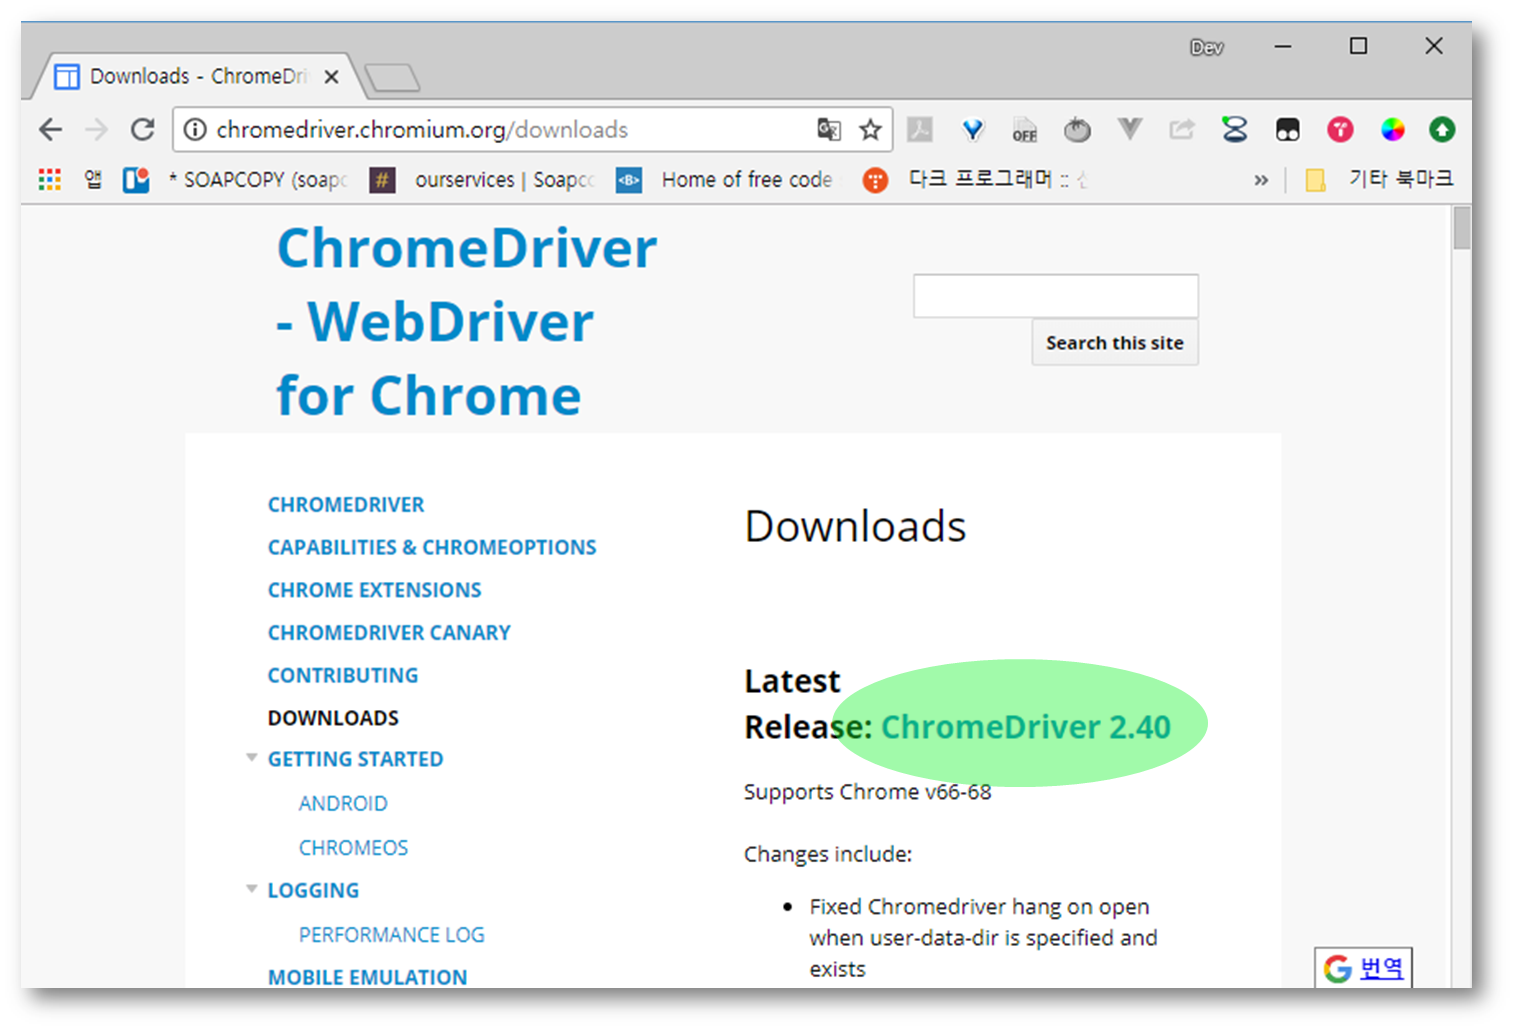 Dev
Downloads - ChromeDri
chromedriver.chromium.org/downloads
OFF
앱
* SOAPCOPY (soapc
#
ourservices | Soapcc
<B>
Home of free code
다크 프로그래머 ::
»
기타 북마크
ChromeDriver
- WebDriver
for Chrome
Search this site
CHROMEDRIVER
CAPABILITIES & CHROMEOPTIONS
CHROME EXTENSIONS
CHROMEDRIVER CANARY
CONTRIBUTING
DOWNLOADS
GETTING STARTED
ANDROID
CHROMEOS
LOGGING
PERFORMANCE LOG
MOBILE EMULATION
Downloads
Latest
Release: ChromeDriver 2.40
Supports Chrome v66-68
Changes include:
• Fixed Chromedriver hang on open
when user-data-dir is specified and
exists
G 번역